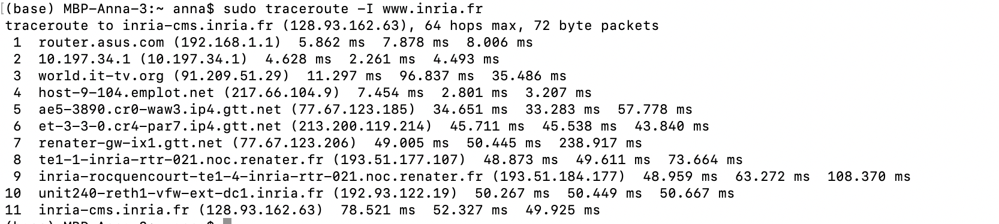 [(base) MBP-Anna-3:~ anna$ sudo traceroute -I www.inria.fr
traceroute to inria-cms.inria.fr (128.93.162.63), 64 hops max, 72 byte packets
1 router.asus.com (192.168.1.1) 5.862 ms 7.878 ms 8.006 ms
2 10.197.34.1 (10.197.34.1) 4.628 ms 2.261 ms 4.493 ms
3 world.it-tv.org (91.209.51.29) 11.297 ms 96.837 ms 35.486 ms
4 host-9-104.emplot.net (217.66.104.9) 7.454 ms 2.801 ms 3.207 ms
5 ae5-3890.cr0-waw3.ip4.gtt.net (77.67.123.185) 34.651 ms 33.283 ms 57.778 ms
6 et-3-3-0.cr4-par7.ip4.gtt.net (213.200.119.214) 45.711 ms 45.538 ms 43.840 ms
7 renater-gw-ix1.gtt.net (77.67.123.206) 49.005 ms 50.445 ms 238.917 ms
8 te1-1-inria-rtr-021.noc.renater.fr (193.51.177.107) 48.873 ms 49.611 ms 73.664 ms
9 inria-rocquencourt-te1-4-inria-rtr-021.noc.renater.fr (193.51.184.177) 48.959 ms 63.272 ms 108.370 ms
10 unit240-reth1-vfw-ext-dc1.inria.fr (192.93.122.19) 50.267 ms 50.449 ms 50.667 ms
11 inria-cms.inria.fr (128.93.162.63) 78.521 ms 52.327 ms 49.925 ms